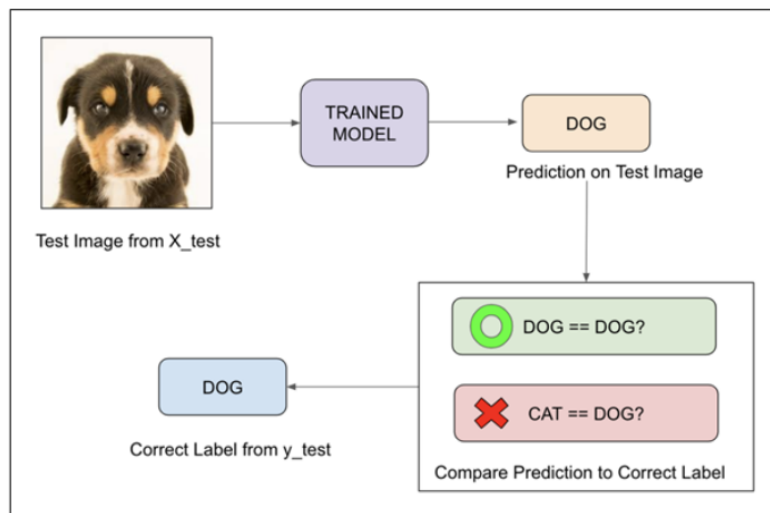 TRAINED
MODEL
DOG
Prediction on Test Image
Test Image from X_test
DOG == DOG?
CAT == DOG?
Compare Prediction to Correct Label
DOG
Correct Label from y_test